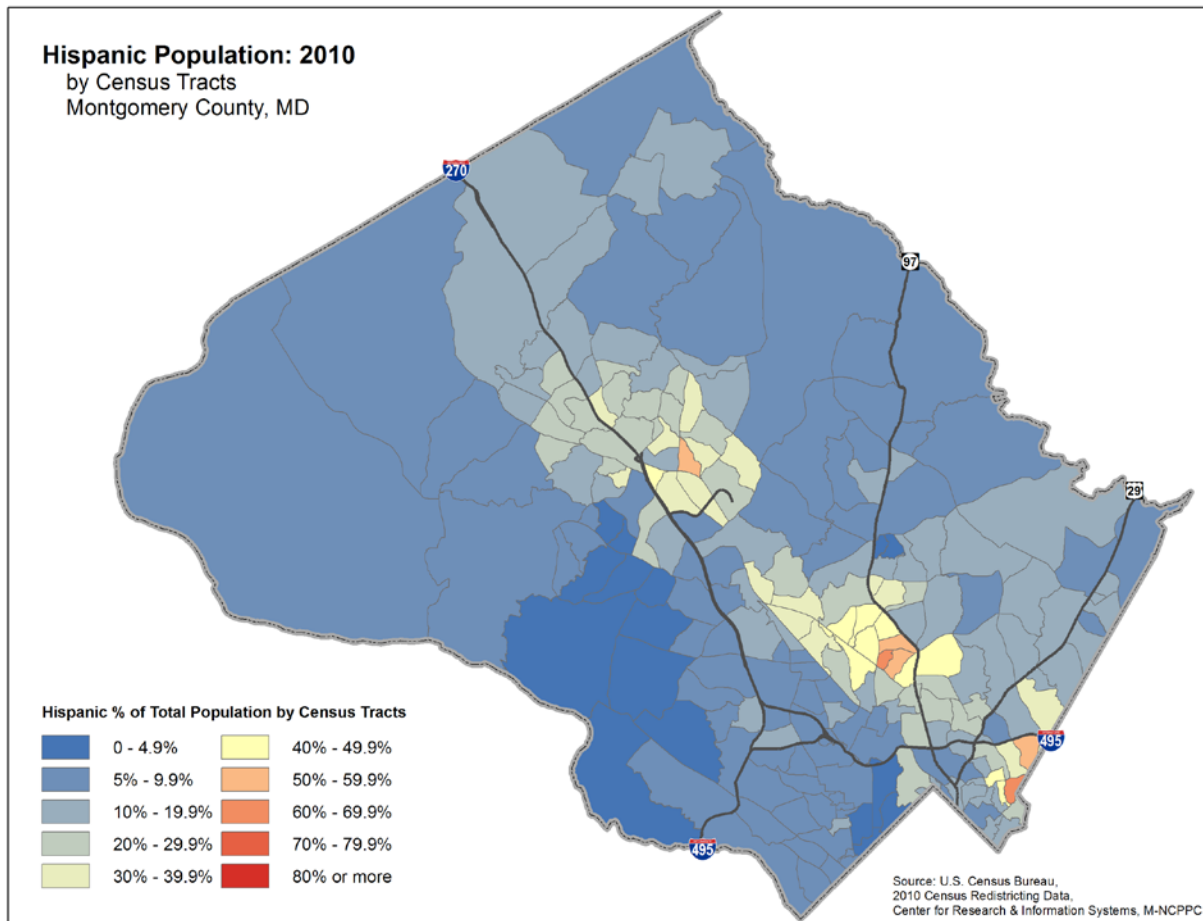 Hispanic Population: 2010
by Census Tracts
Montgomery County, MD
270
97
29
495
495
Hispanic % of Total Population by Census Tracts
0 - 4.9%
5% - 9.9%
10% - 19.9%
20% - 29.9%
30% - 39.9%
40% - 49.9%
50% - 59.9%
60% - 69.9%
70% - 79.9%
80% or more
Source: U.S. Census Bureau,
2010 Census Redistricting Data,
Center for Research & Information Systems, M-NCPPC